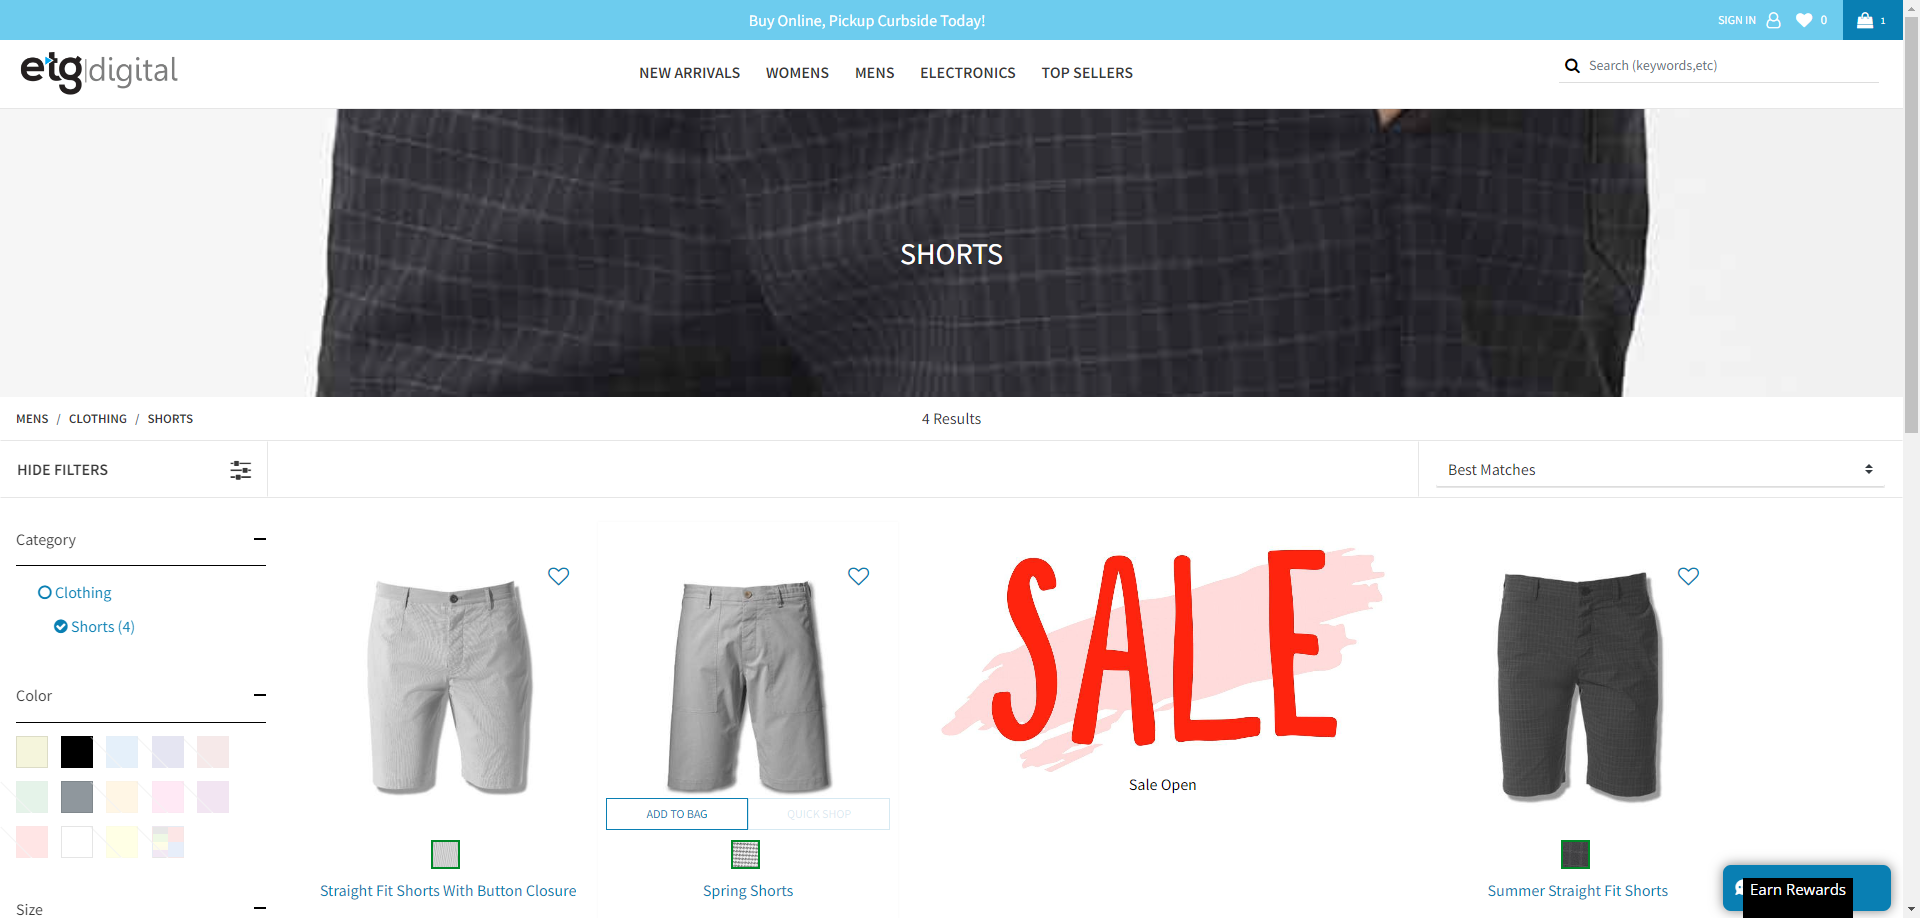 Buy Online, Pickup Curbside Today!
SIGN IN
0
1
etg|digital
NEW ARRIVALS
WOMENS
MENS
ELECTRONICS
TOP SELLERS
Search (keywords,etc)
SHORTS
MENS / CLOTHING / SHORTS
4 Results
HIDE FILTERS
Best Matches
Category
Clothing
Shorts (4)
Color
Size
SALE
Sale Open
ADD TO BAG
QUICK SHOP
Straight Fit Shorts With Button Closure
Spring Shorts
Summer Straight Fit Shorts
Earn Rewards